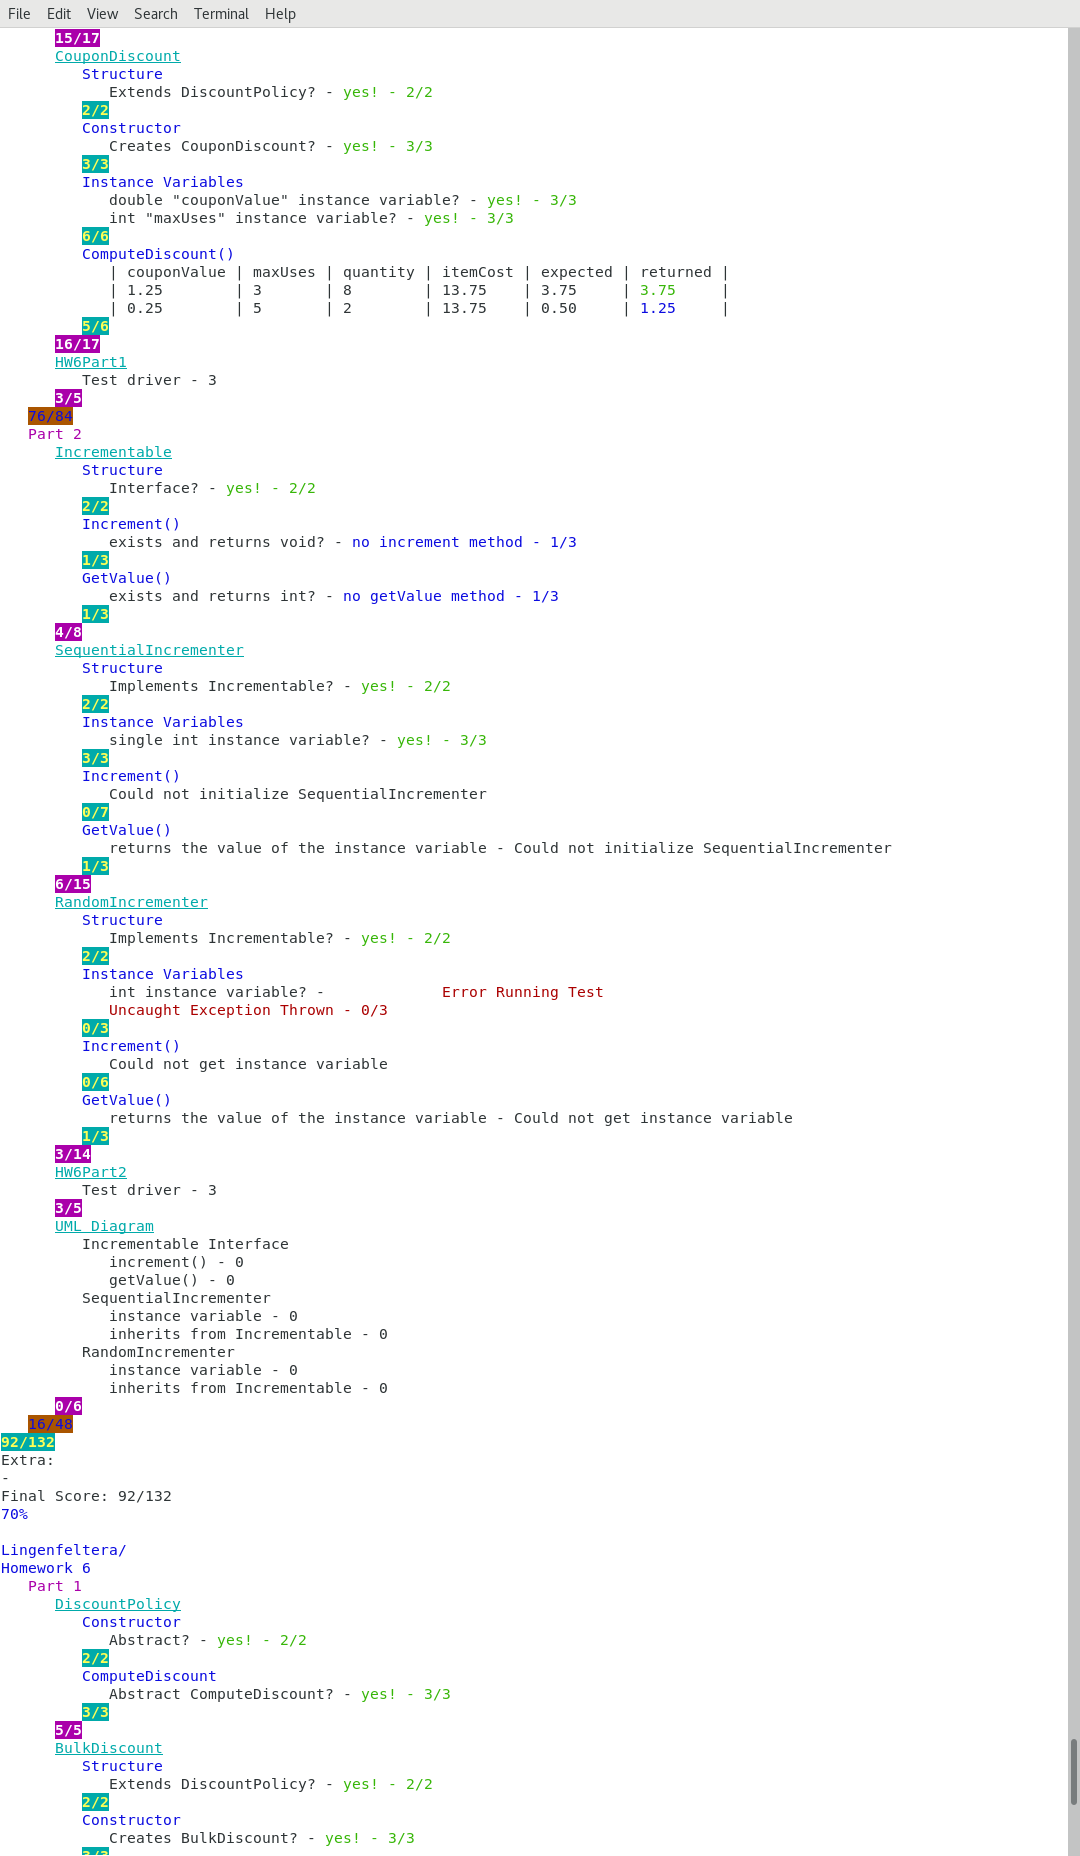 File Edit View Search Terminal Help
15/17
CouponDiscount
Structure
Extends DiscountPolicy? - yes! - 2/2
2/2
Constructor
Creates CouponDiscount? - yes! - 3/3
3/3
Instance Variables
double "couponValue" instance variable? - yes! - 3/3
int "maxUses" instance variable? - yes! - 3/3
6/6
ComputeDiscount()
| couponValue | maxUses | quantity | itemCost | expected | returned |
| 1.25 | 3 | 8 | 13.75 | 3.75 | 3.75 |
| 0.25 | 5 | 2 | 13.75 | 0.50 | 1.25 |
5/6
16/17
HW6Part1
Test driver - 3
3/5
76/84
Part 2
Incrementable
Structure
Interface? - yes! - 2/2
2/2
Increment()
exists and returns void? - no increment method - 1/3
1/3
GetValue()
exists and returns int? - no getValue method - 1/3
1/3
4/8
SequentialIncrementer
Structure
Implements Incrementable? - yes! - 2/2
2/2
Instance Variables
single int instance variable? - yes! - 3/3
3/3
Increment()
Could not initialize SequentialIncrementer
0/7
GetValue()
returns the value of the instance variable - Could not initialize SequentialIncrementer
1/3
6/15
RandomIncrementer
Structure
Implements Incrementable? - yes! - 2/2
2/2
Instance Variables
int instance variable? - Error Running Test
Uncaught Exception Thrown - 0/3
0/3
Increment()
Could not get instance variable
0/6
GetValue()
returns the value of the instance variable - Could not get instance variable
1/3
3/14
HW6Part2
Test driver - 3
3/5
UML Diagram
Incrementable Interface
increment() - 0
getValue() - 0
SequentialIncrementer
instance variable - 0
inherits from Incrementable - 0
RandomIncrementer
instance variable - 0
inherits from Incrementable - 0
0/6
16/48
92/132
Extra:
-
Final Score: 92/132
70%
Lingenfeltera/
Homework 6
Part 1
DiscountPolicy
Constructor
Abstract? - yes! - 2/2
2/2
ComputeDiscount
Abstract ComputeDiscount? - yes! - 3/3
3/3
5/5
BulkDiscount
Structure
Extends DiscountPolicy? - yes! - 2/2
2/2
Constructor
Creates BulkDiscount? - yes! - 3/3
3/3